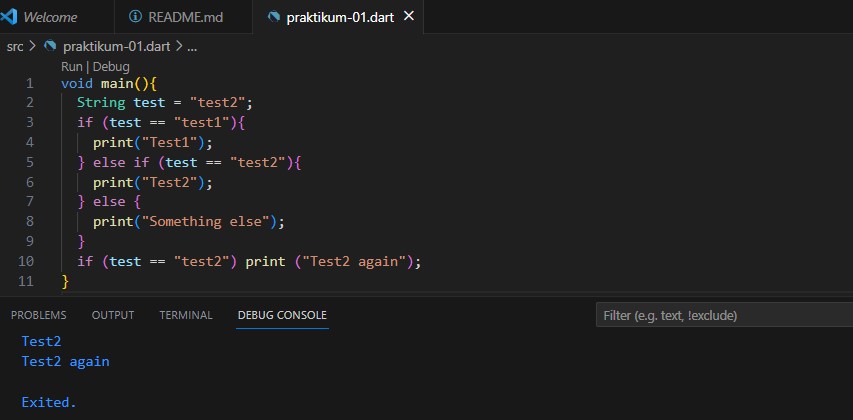 Welcome README.md praktikum-01.dart
src > praktikum-01.dart > ...
Run | Debug
1 void main(){
2 String test = "test2";
3 if (test == "test1"){
4 print("Test1");
5 } else if (test == "test2"){
6 print("Test2");
7 } else {
8 print("Something else");
9 }
10 if (test == "test2") print ("Test2 again");
11 }
PROBLEMS OUTPUT TERMINAL DEBUG CONSOLE Filter (e.g. text, !exclude)
Test2
Test2 again
Exited.